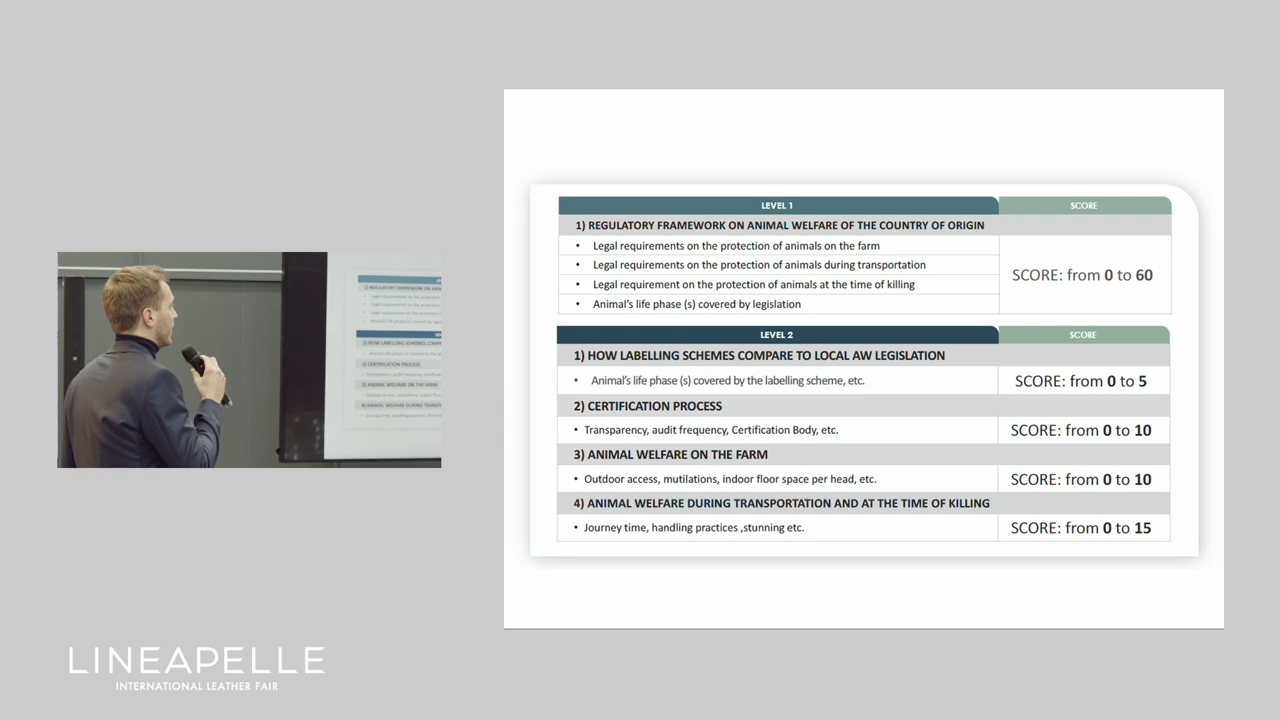 LEVEL 1
SCORE
1) REGULATORY FRAMEWORK ON ANIMAL WELFARE OF THE COUNTRY OF ORIGIN
• Legal requirements on the protection of animals on the farm
• Legal requirements on the protection of animals during transportation
• Legal requirement on the protection of animals at the time of killing
• Animal's life phase (s) covered by legislation
SCORE: from 0 to 60
LEVEL 2
SCORE
1) HOW LABELLING SCHEMES COMPARE TO LOCAL AW LEGISLATION
• Animal's life phase (s) covered by the labelling scheme, etc.
SCORE: from 0 to 5
2) CERTIFICATION PROCESS
• Transparency, audit frequency, Certification Body, etc.
SCORE: from 0 to 10
3) ANIMAL WELFARE ON THE FARM
• Outdoor access, mutilations, indoor floor space per head, etc.
SCORE: from 0 to 10
4) ANIMAL WELFARE DURING TRANSPORTATION AND AT THE TIME OF KILLING
• Journey time, handling practices ,stunning etc.
SCORE: from 0 to 15
LINEAPELLE
INTERNATIONAL LEATHER FAIR